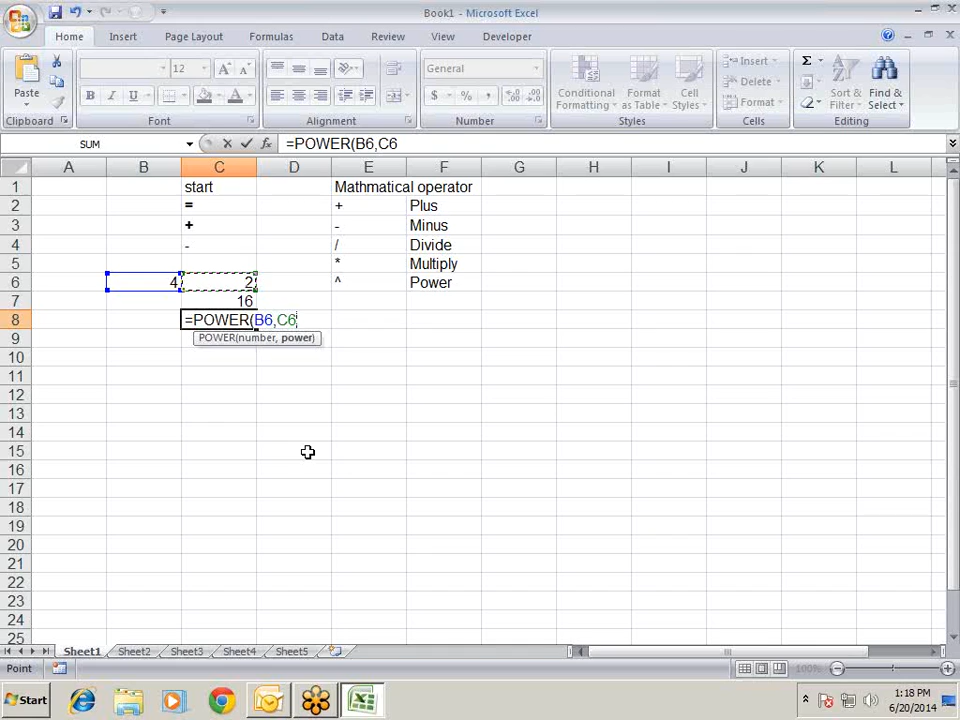 Book1 - Microsoft Excel
Home Insert Page Layout Formulas Data Review View Developer
Paste
12
General
Conditional Formatting
Format as Table
Cell Styles
Insert
Delete
Format
Sort & Filter
Find & Select
B I U A
$ % ,
Clipboard Font Alignment Number Styles Cells Editing
SUM
fx
=POWER(B6,C6
A B C D E F G H I J K L
1 start Mathmatical operator
2 = + Plus
3 + - Minus
4 - / Divide
5 * Multiply
6 4 2 ^ Power
7 16
8 =POWER(B6,C6
POWER(number, power)
9
10
11
12
13
14
15
16
17
18
19
20
21
22
23
24
25
Sheet1 Sheet2 Sheet3 Sheet4 Sheet5
Point
100%
Start
1:18 PM
6/20/2014